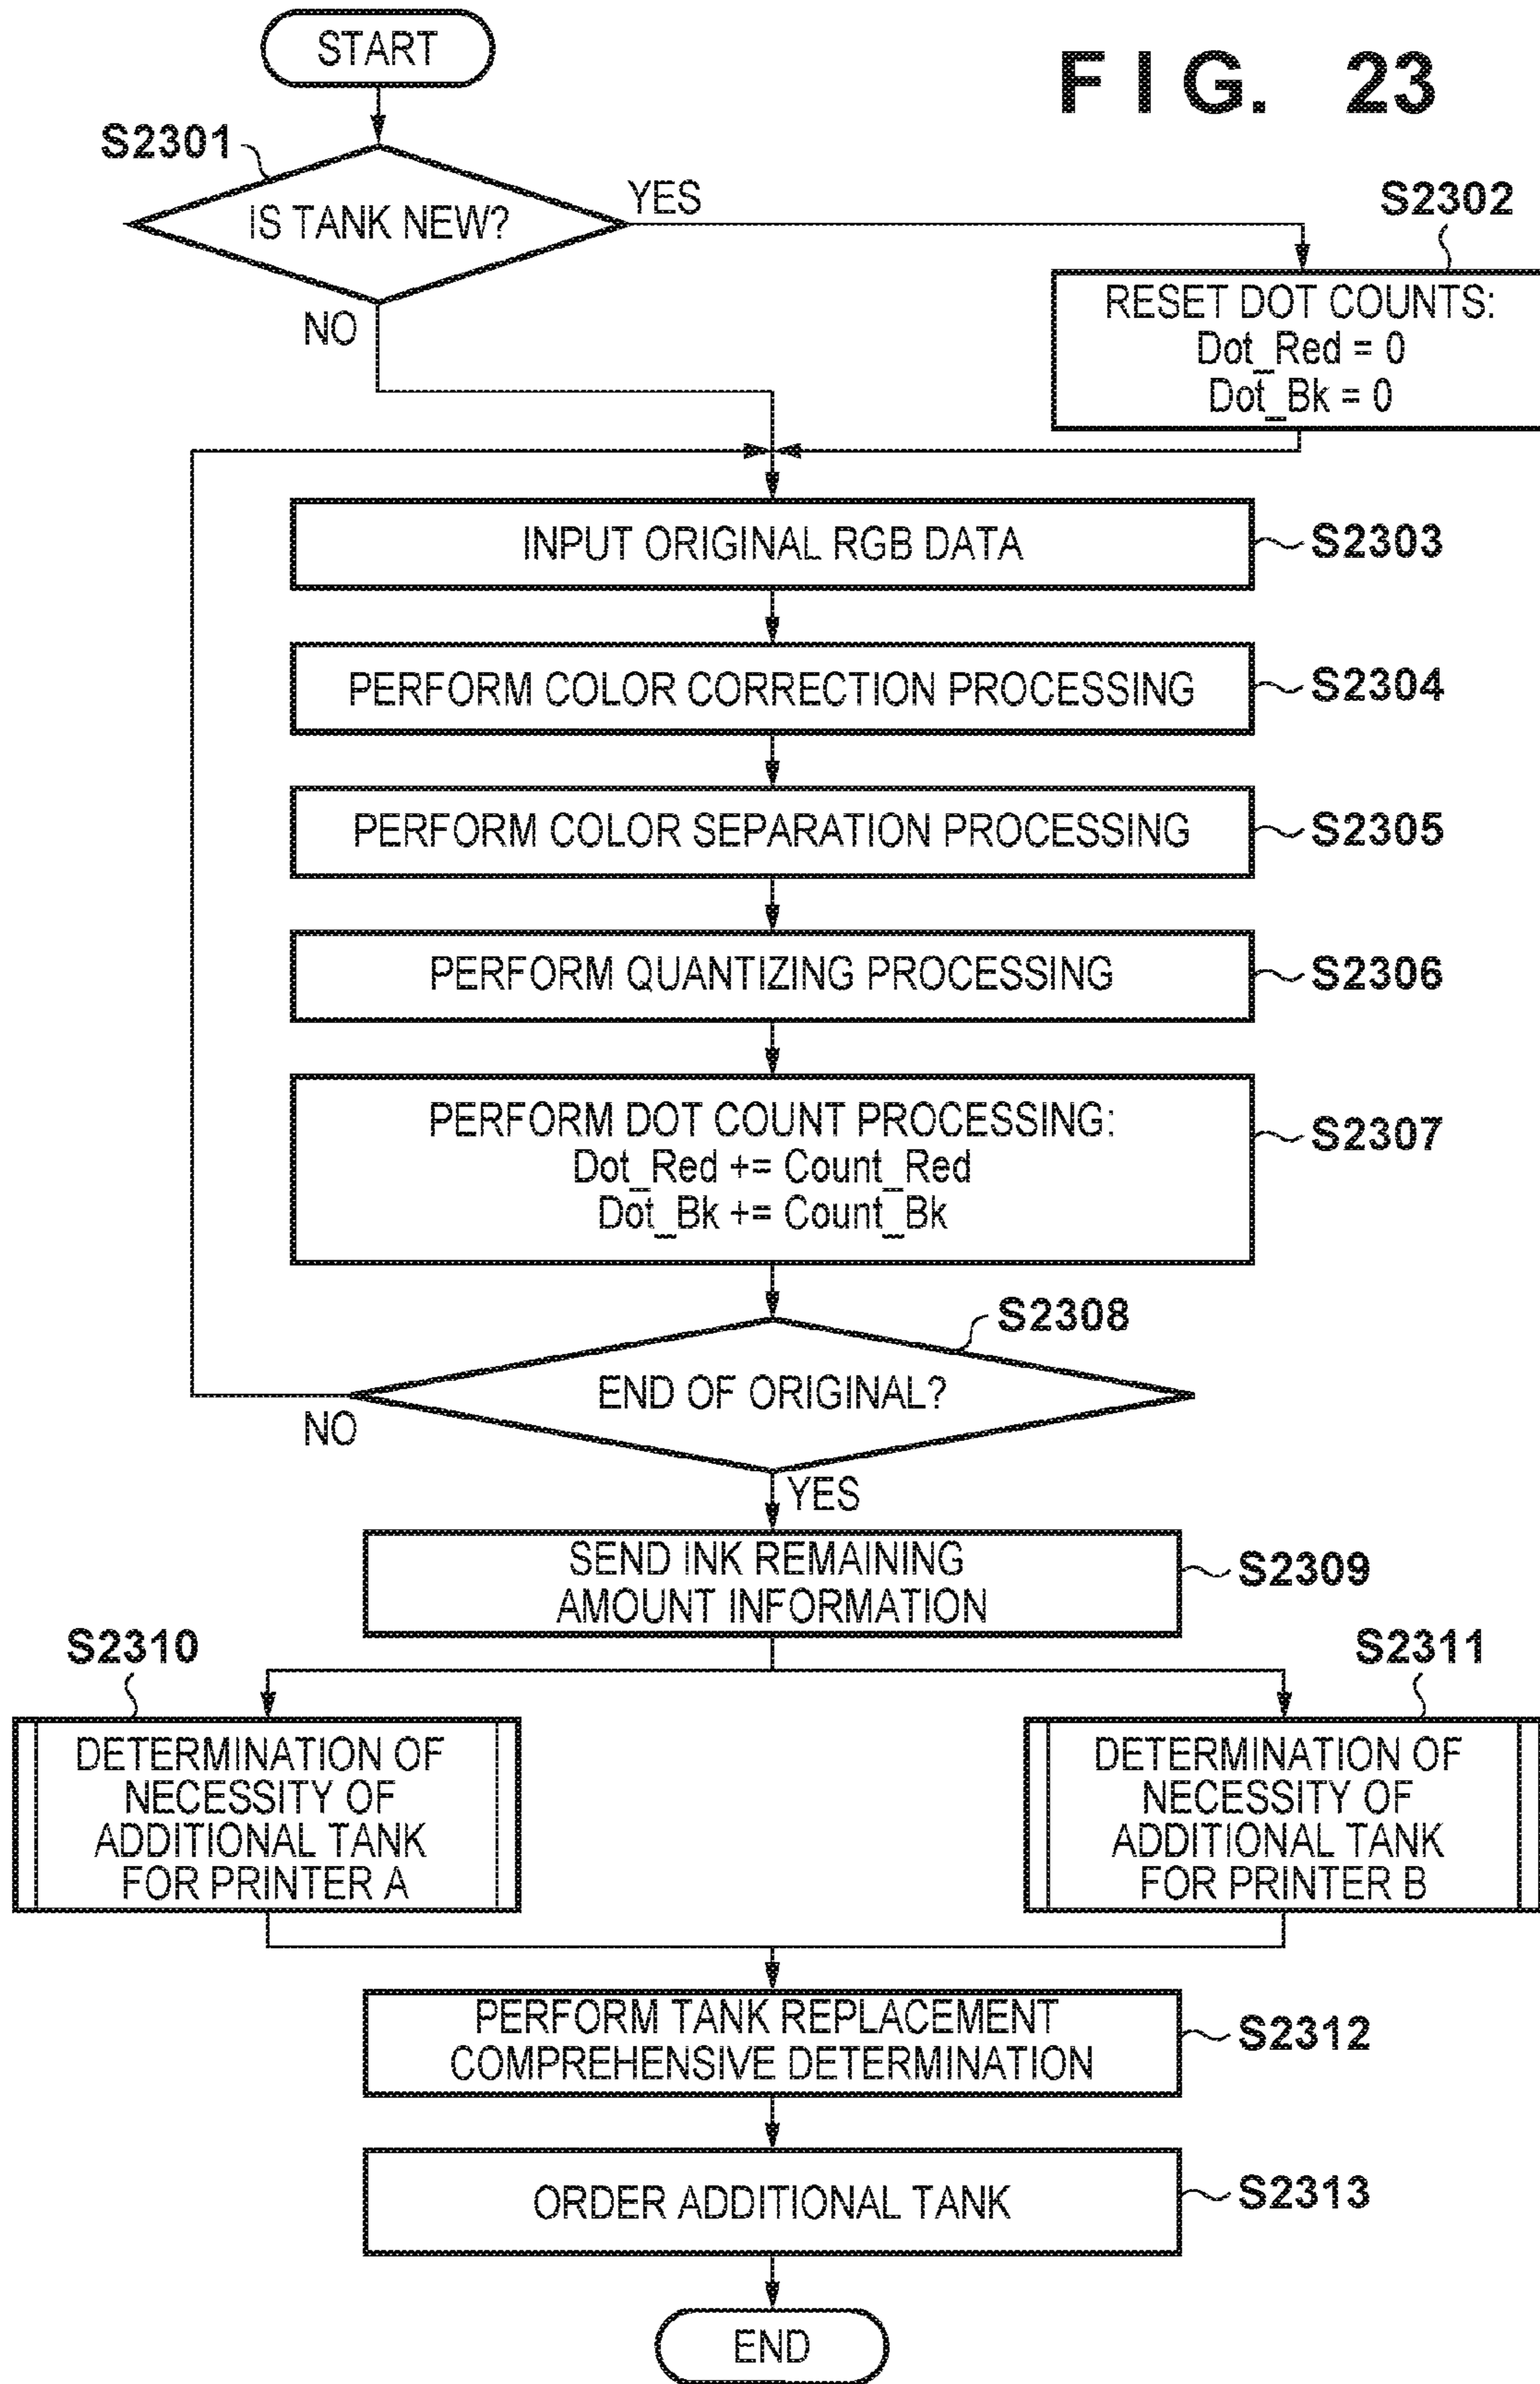 START
FIG. 23
S2301
IS TANK NEW?
YES
S2302
NO
RESET DOT COUNTS:
Dot_Red = 0
Dot_Bk = 0
INPUT ORIGINAL RGB DATA
S2303
PERFORM COLOR CORRECTION PROCESSING
S2304
PERFORM COLOR SEPARATION PROCESSING
S2305
PERFORM QUANTIZING PROCESSING
S2306
PERFORM DOT COUNT PROCESSING:
Dot_Red += Count_Red
Dot_Bk += Count_Bk
S2307
S2308
END OF ORIGINAL?
NO
YES
SEND INK REMAINING
AMOUNT INFORMATION
S2309
S2310
DETERMINATION OF
NECESSITY OF
ADDITIONAL TANK
FOR PRINTER A
S2311
DETERMINATION OF
NECESSITY OF
ADDITIONAL TANK
FOR PRINTER B
PERFORM TANK REPLACEMENT
COMPREHENSIVE DETERMINATION
S2312
ORDER ADDITIONAL TANK
S2313
END